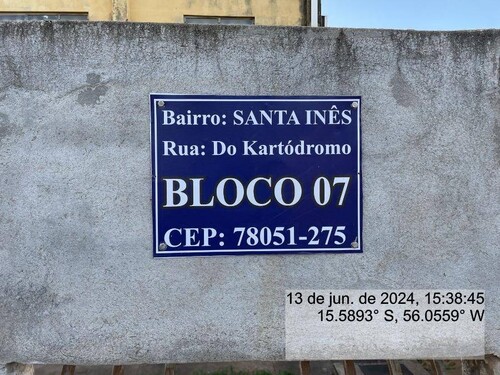 Bairro: SANTA INÊS
Rua: Do Kartódromo
BLOCO 07
CEP: 78051-275
13 de jun. de 2024, 15:38:45
15.5893° S, 56.0559° W